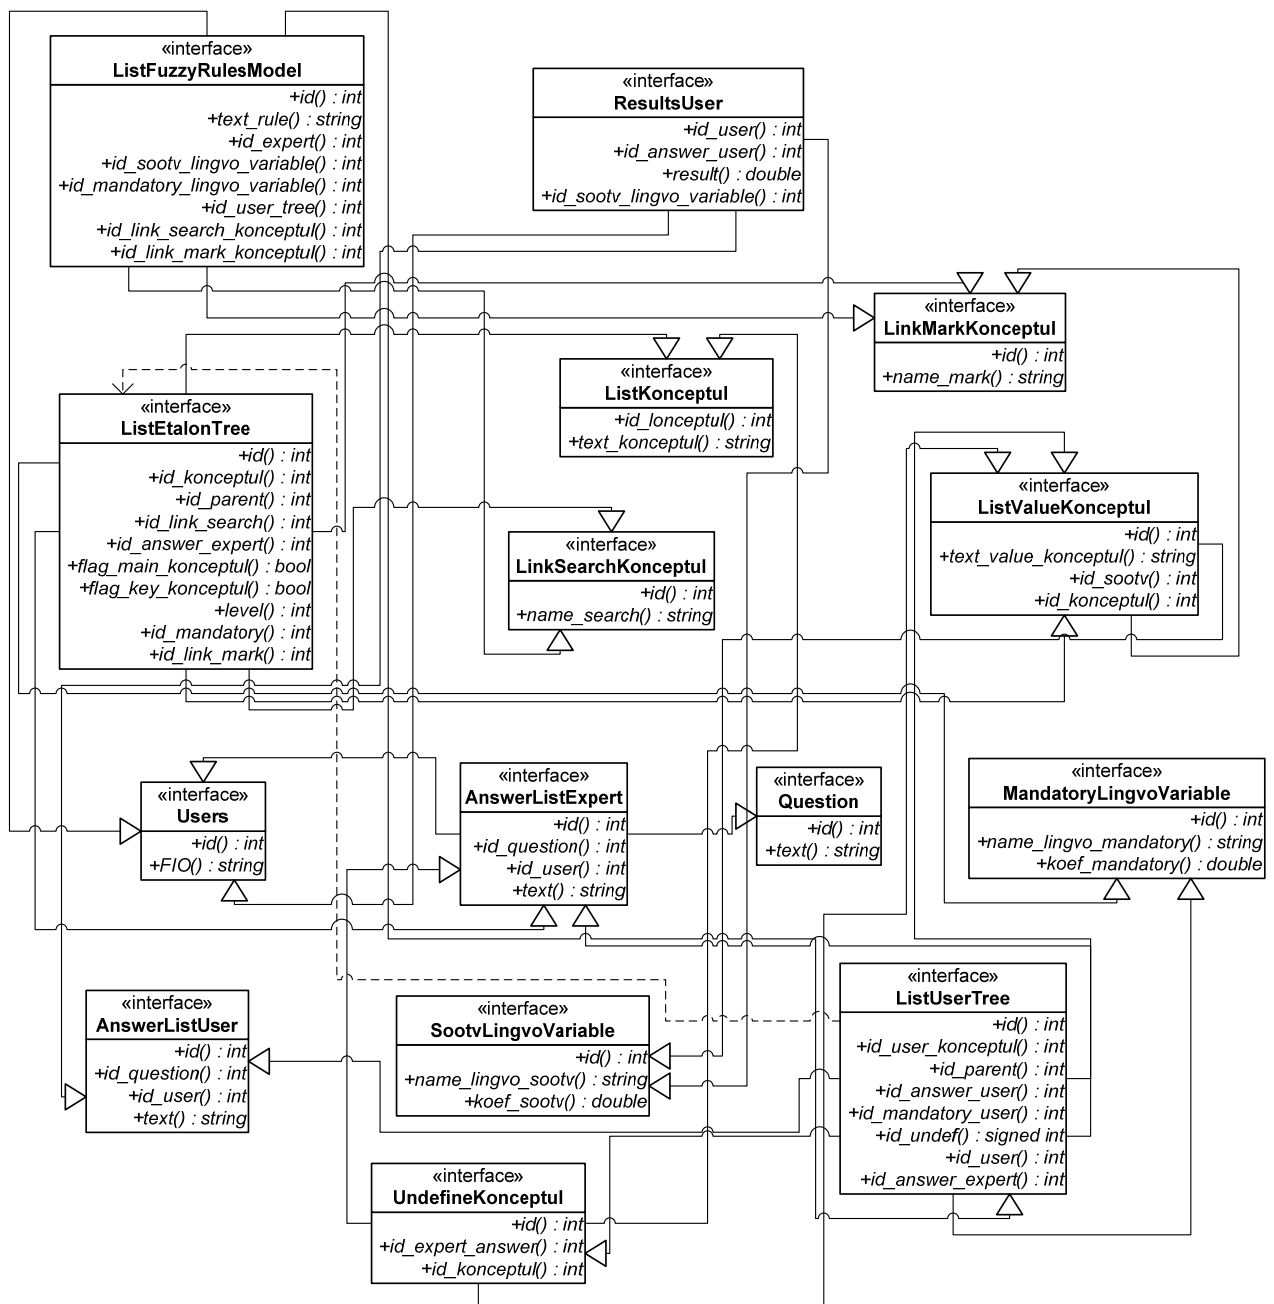 «interface»
ListFuzzyRulesModel
+id() : int
+text_rule() : string
+id_expert() : int
+id_sootv_lingvo_variable() : int
+id_mandatory_lingvo_variable() : int
+id_user_tree() : int
+id_link_search_konceptul() : int
+id_link_mark_konceptul() : int
«interface»
ResultsUser
+id_user() : int
+id_answer_user() : int
+result() : double
+id_sootv_lingvo_variable() : int
«interface»
LinkMarkKonceptul
+id() : int
+name_mark() : string
«interface»
ListKonceptul
+id_lonceptul() : int
+text_konceptul() : string
«interface»
ListEtalonTree
+id() : int
+id_konceptul() : int
+id_parent() : int
+id_link_search() : int
+id_answer_expert() : int
+flag_main_konceptul() : bool
+flag_key_konceptul() : bool
+level() : int
+id_mandatory() : int
+id_link_mark() : int
«interface»
ListValueKonceptul
+id() : int
+text_value_konceptul() : string
+id_sootv() : int
+id_konceptul() : int
«interface»
LinkSearchKonceptul
+id() : int
+name_search() : string
«interface»
Users
+id() : int
+FIO() : string
«interface»
AnswerListExpert
+id() : int
+id_question() : int
+id_user() : int
+text() : string
«interface»
Question
+id() : int
+text() : string
«interface»
MandatoryLingvoVariable
+id() : int
+name_lingvo_mandatory() : string
+koef_mandatory() : double
«interface»
AnswerListUser
+id() : int
+id_question() : int
+id_user() : int
+text() : string
«interface»
SootvLingvoVariable
+id() : int
+name_lingvo_sootv() : string
+koef_sootv() : double
«interface»
ListUserTree
+id() : int
+id_user_konceptul() : int
+id_parent() : int
+id_answer_user() : int
+id_mandatory_user() : int
+id_undef() : signed int
+id_user() : int
+id_answer_expert() : int
«interface»
UndefineKonceptul
+id() : int
+id_expert_answer() : int
+id_konceptul() : int